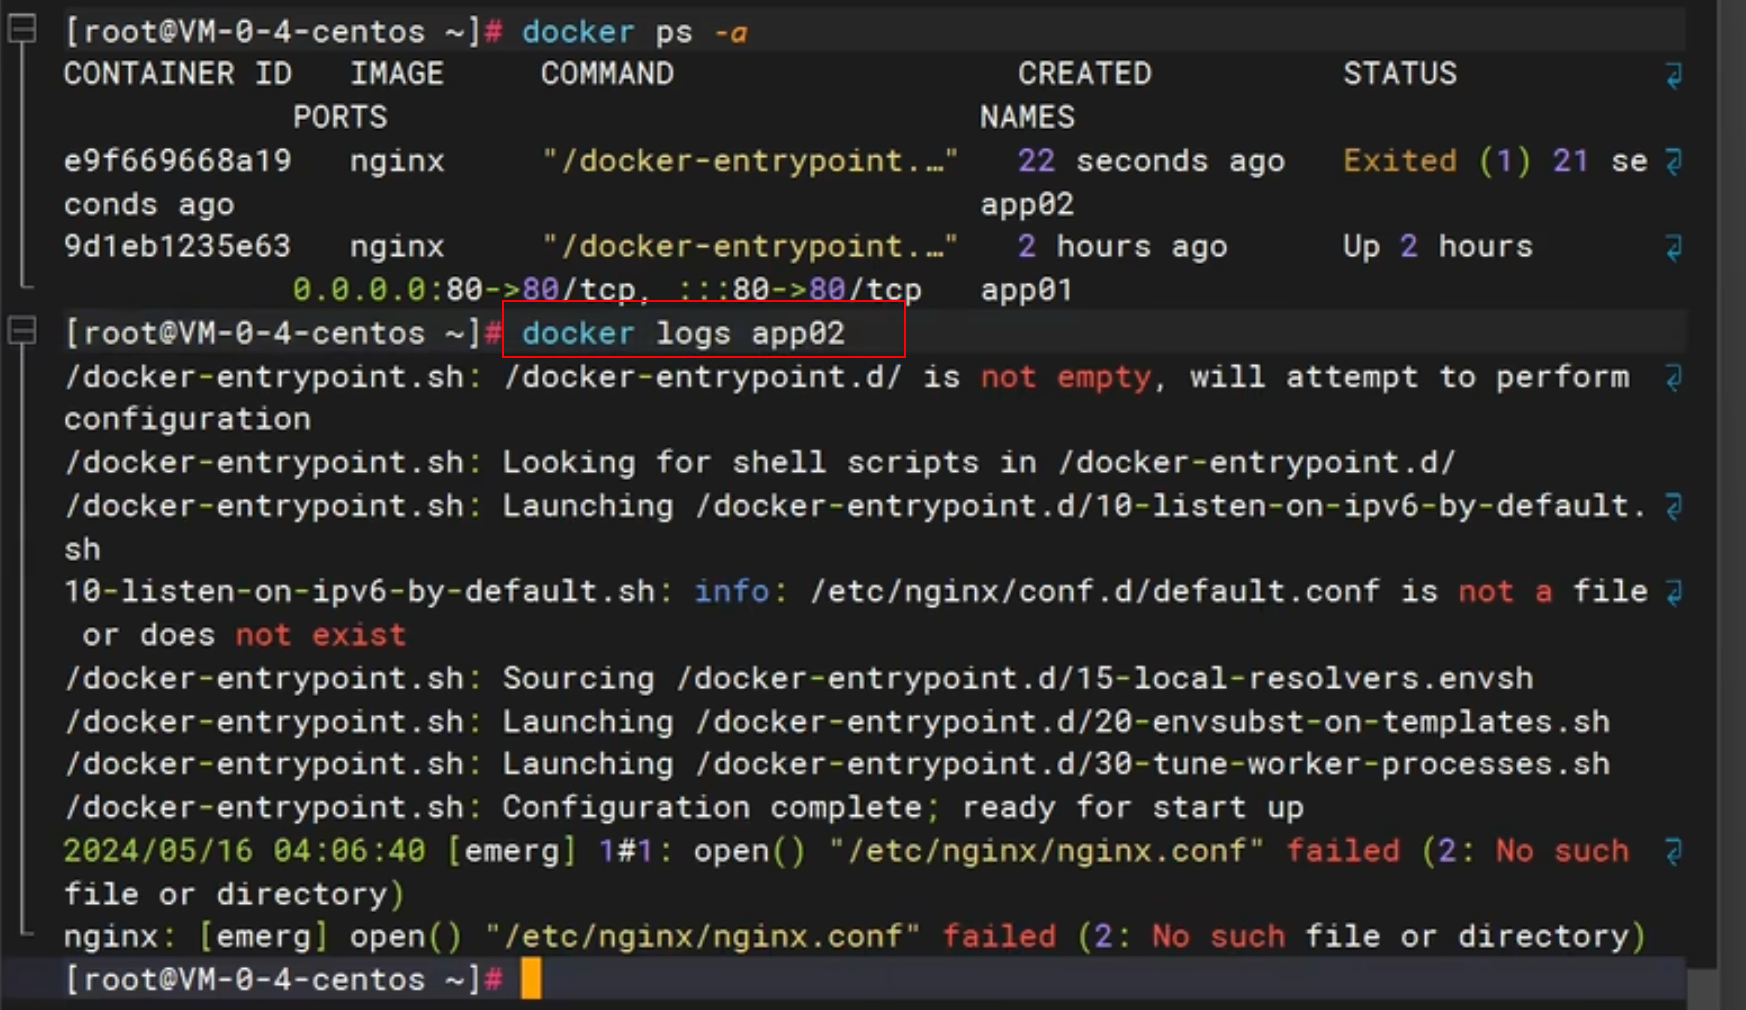 [root@VM-0-4-centos ~]# docker ps -a
CONTAINER ID   IMAGE     COMMAND                  CREATED          STATUS
            PORTS                               NAMES
e9f669668a19   nginx     "/docker-entrypoint.…"   22 seconds ago   Exited (1) 21 se
conds ago                                       app02
9d1eb1235e63   nginx     "/docker-entrypoint.…"   2 hours ago      Up 2 hours
            0.0.0.0:80->80/tcp, :::80->80/tcp   app01
[root@VM-0-4-centos ~]# docker logs app02
/docker-entrypoint.sh: /docker-entrypoint.d/ is not empty, will attempt to perform
configuration
/docker-entrypoint.sh: Looking for shell scripts in /docker-entrypoint.d/
/docker-entrypoint.sh: Launching /docker-entrypoint.d/10-listen-on-ipv6-by-default.
sh
10-listen-on-ipv6-by-default.sh: info: /etc/nginx/conf.d/default.conf is not a file
 or does not exist
/docker-entrypoint.sh: Sourcing /docker-entrypoint.d/15-local-resolvers.envsh
/docker-entrypoint.sh: Launching /docker-entrypoint.d/20-envsubst-on-templates.sh
/docker-entrypoint.sh: Launching /docker-entrypoint.d/30-tune-worker-processes.sh
/docker-entrypoint.sh: Configuration complete; ready for start up
2024/05/16 04:06:40 [emerg] 1#1: open() "/etc/nginx/nginx.conf" failed (2: No such
file or directory)
nginx: [emerg] open() "/etc/nginx/nginx.conf" failed (2: No such file or directory)
[root@VM-0-4-centos ~]#